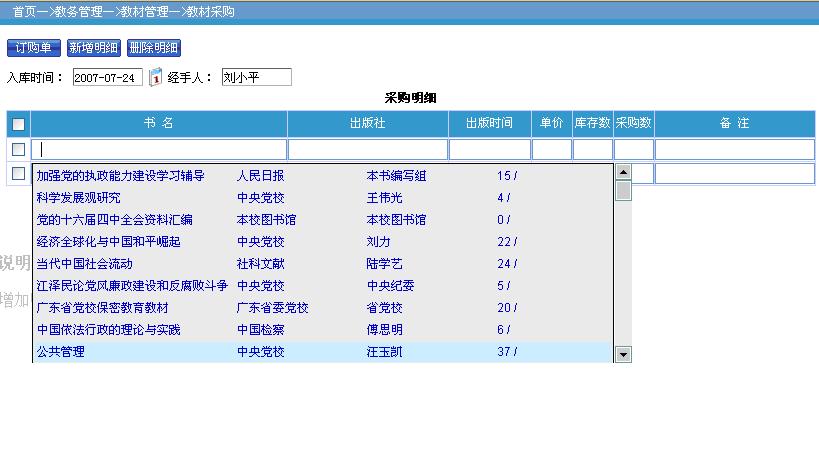 首页—>教务管理—>教材管理—>教材采购
订购单 新增明细 删除明细
入库时间： 2007-07-24 经手人： 刘小平
采购明细
书 名 出版社 出版时间 单价 库存数 采购数 备 注
加强党的执政能力建设学习辅导 人民日报 本书编写组 15 /
科学发展观研究 中央党校 王伟光 4 /
党的十六届四中全会资料汇编 本校图书馆 本校图书馆 0 /
经济全球化与中国和平崛起 中央党校 刘力 22 /
说明
当代中国社会流动 社科文献 陆学艺 24 /
江泽民论党风廉政建设和反腐败斗争 中央党校 中央纪委 5 /
增加
广东省党校保密教育教材 广东省委党校 省党校 20 /
中国依法行政的理论与实践 中国检察 傅思明 6 /
公共管理 中央党校 汪玉凯 37 /